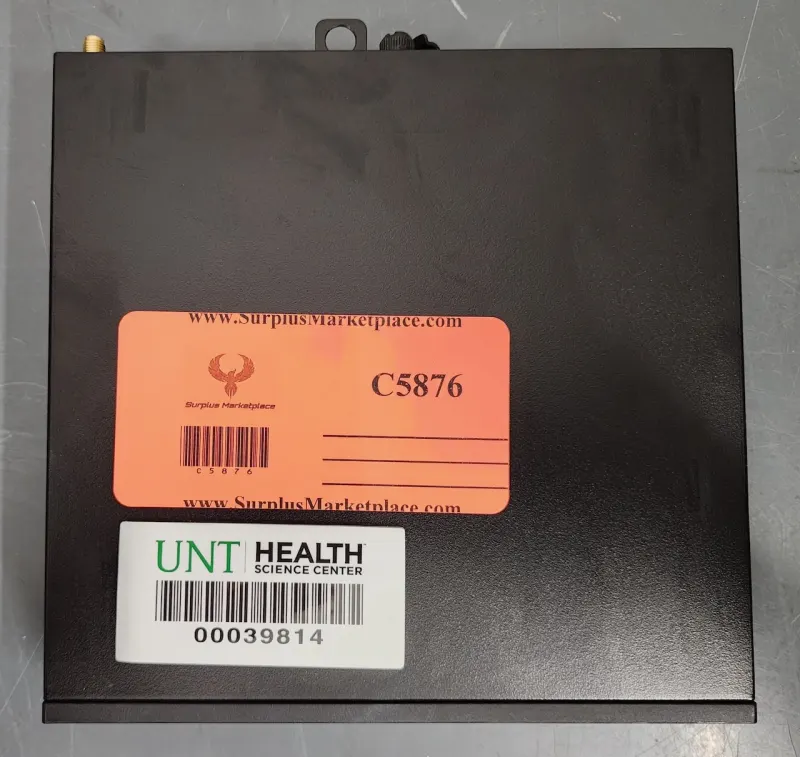 www.SurplusMarketplace.com
C5876
Surplus Marketplace
C5876
www.SurplusMarketplace.com
UNT HEALTH
SCIENCE CENTER
00039814